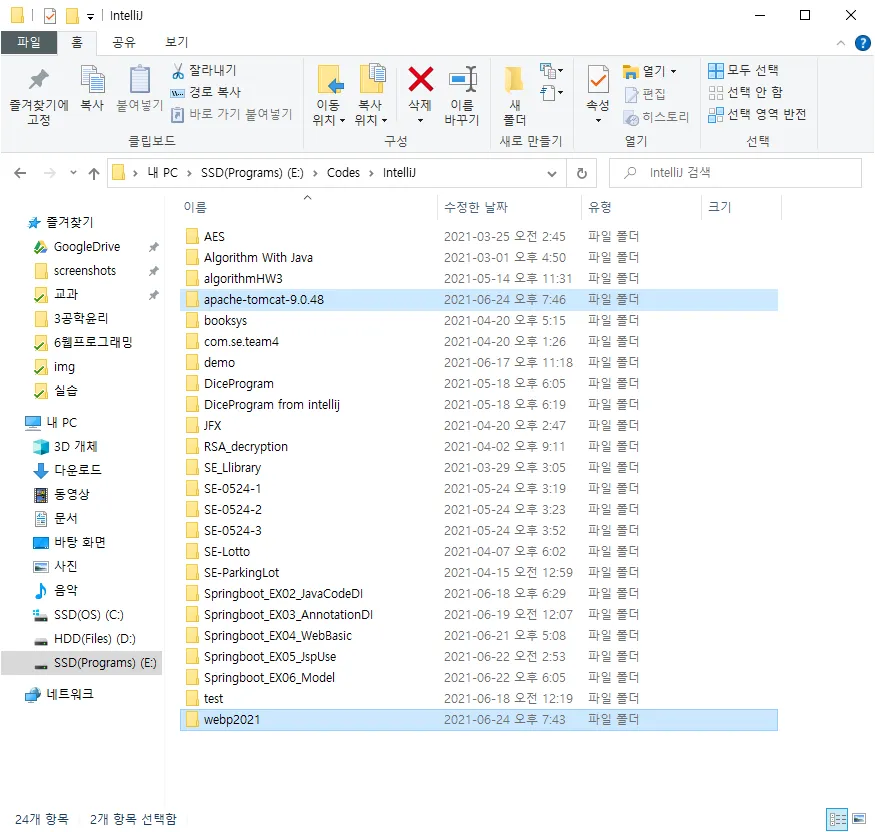 IntelliJ
파일 홈 공유 보기
즐겨찾기에 고정
복사
붙여넣기
잘라내기
경로 복사
바로 가기 붙여넣기
클립보드
이동 위치
복사 위치
삭제
이름 바꾸기
구성
새 폴더
새로 만들기
속성
열기
편집
히스토리
열기
모두 선택
선택 안 함
선택 영역 반전
선택
내 PC > SSD(Programs) (E:) > Codes > IntelliJ
IntelliJ 검색
즐겨찾기
GoogleDrive
screenshots
교과
3공학윤리
6웹프로그래밍
img
실습
내 PC
3D 개체
다운로드
동영상
문서
바탕 화면
사진
음악
SSD(OS) (C:)
HDD(Files) (D:)
SSD(Programs) (E:)
네트워크
이름 수정한 날짜 유형 크기
AES 2021-03-25 오전 2:45 파일 폴더
Algorithm With Java 2021-03-01 오후 4:50 파일 폴더
algorithmHW3 2021-05-14 오후 11:31 파일 폴더
apache-tomcat-9.0.48 2021-06-24 오후 7:46 파일 폴더
booksys 2021-04-20 오후 5:15 파일 폴더
com.se.team4 2021-04-20 오후 1:26 파일 폴더
demo 2021-06-17 오후 11:18 파일 폴더
DiceProgram 2021-05-18 오후 6:05 파일 폴더
DiceProgram from intellij 2021-05-18 오후 6:19 파일 폴더
JFX 2021-04-20 오후 2:47 파일 폴더
RSA_decryption 2021-04-02 오후 9:11 파일 폴더
SE_Llibrary 2021-03-29 오후 3:05 파일 폴더
SE-0524-1 2021-05-24 오후 3:19 파일 폴더
SE-0524-2 2021-05-24 오후 3:23 파일 폴더
SE-0524-3 2021-05-24 오후 3:52 파일 폴더
SE-Lotto 2021-04-07 오후 6:02 파일 폴더
SE-ParkingLot 2021-04-15 오전 12:59 파일 폴더
Springboot_EX02_JavaCodeDI 2021-06-18 오후 6:29 파일 폴더
Springboot_EX03_AnnotationDI 2021-06-19 오전 12:07 파일 폴더
Springboot_EX04_WebBasic 2021-06-21 오후 5:08 파일 폴더
Springboot_EX05_JspUse 2021-06-22 오전 2:53 파일 폴더
Springboot_EX06_Model 2021-06-22 오후 6:05 파일 폴더
test 2021-06-18 오전 12:19 파일 폴더
webp2021 2021-06-24 오후 7:43 파일 폴더
24개 항목 2개 항목 선택함